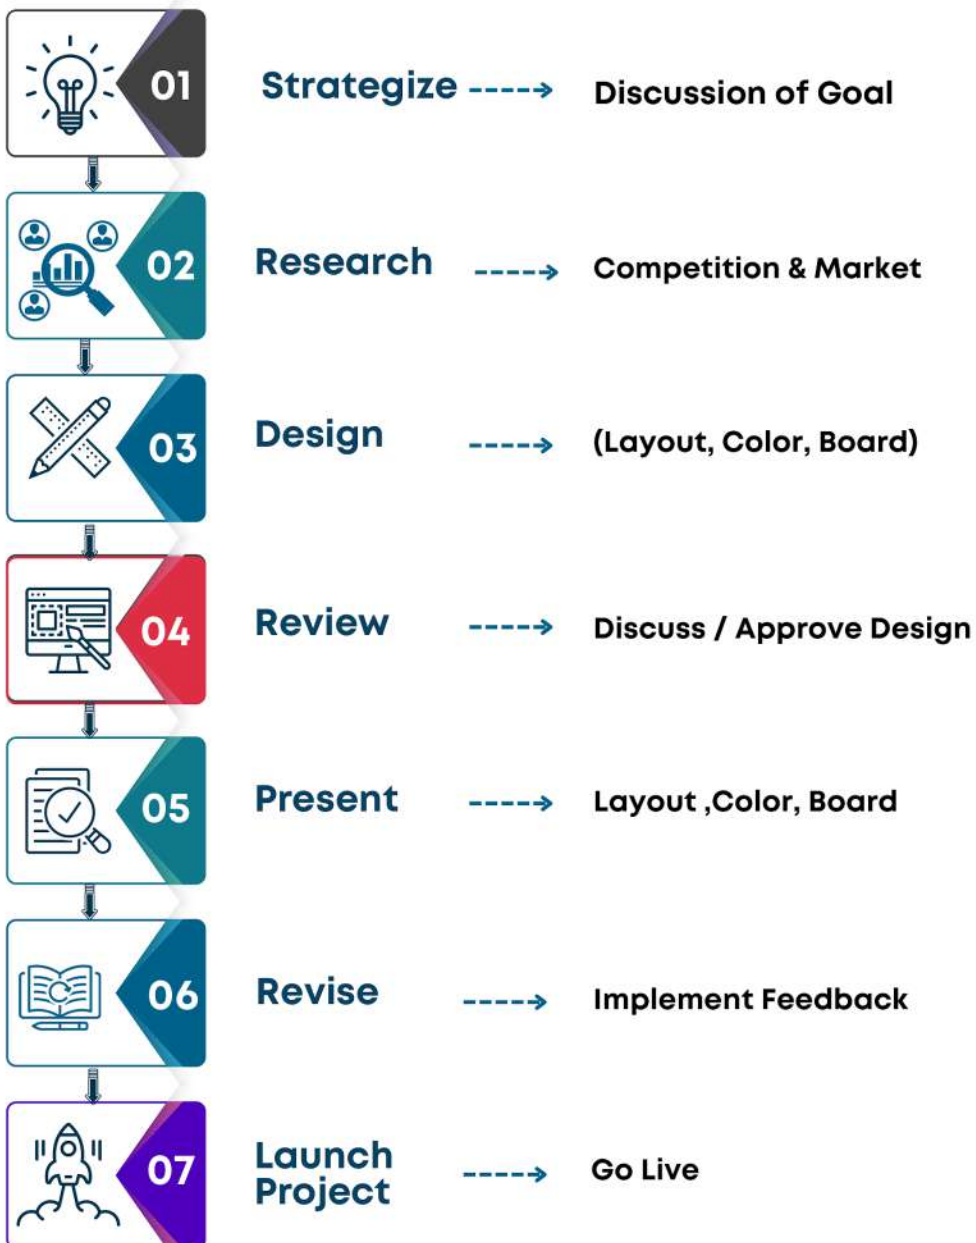 01
Strategize
Discussion of Goal
02
Research
Competition & Market
03
Design
(Layout, Color, Board)
04
Review
Discuss / Approve Design
05
Present
Layout ,Color, Board
06
Revise
Implement Feedback
07
Launch
Project
Go Live